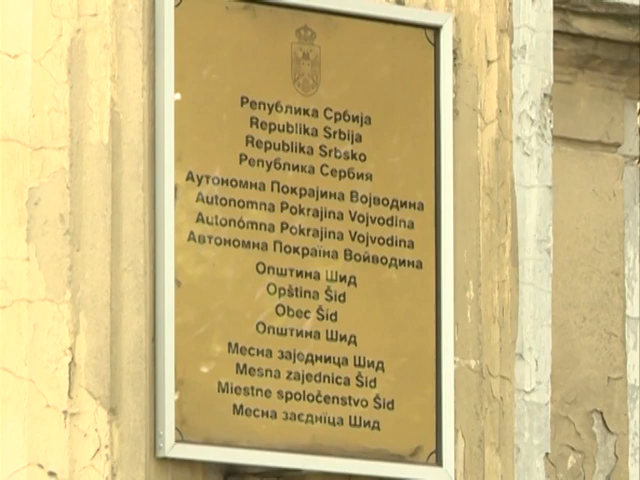 Република Србија
Republika Srbija
Republika Srbsko
Република Сербия
Аутономна Покрајина Војводина
Autonomna Pokrajina Vojvodina
Autonómna Pokrajina Vojvodina
Автономна Покраїна Войводина
Општина Шид
Opština Šid
Obec Šid
Општина Шид
Месна заједница Шид
Mesna zajednica Šid
Miestne spoločenstvo Šid
Месна заєднїца Шид